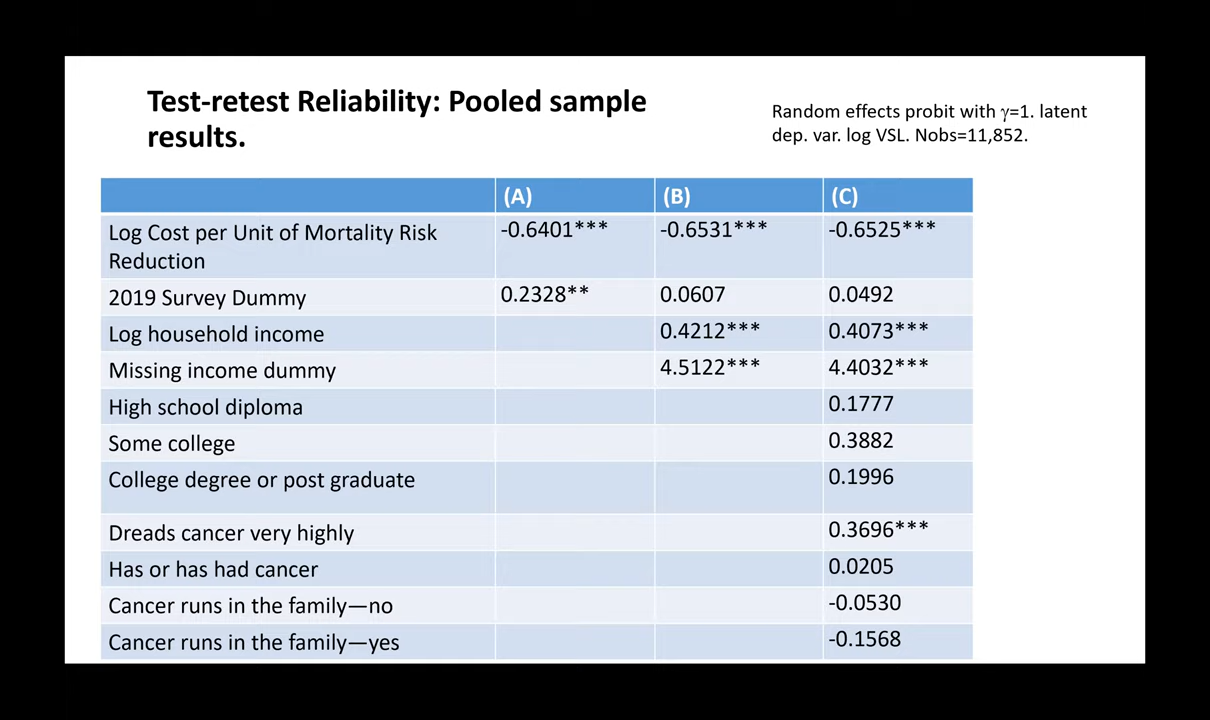 Test-retest Reliability: Pooled sample
results.
Random effects probit with γ=1. latent
dep. var. log VSL. Nobs=11,852.
(A) (B) (C)
Log Cost per Unit of Mortality Risk
Reduction -0.6401*** -0.6531*** -0.6525***
2019 Survey Dummy 0.2328** 0.0607 0.0492
Log household income 0.4212*** 0.4073***
Missing income dummy 4.5122*** 4.4032***
High school diploma 0.1777
Some college 0.3882
College degree or post graduate 0.1996
Dreads cancer very highly 0.3696***
Has or has had cancer 0.0205
Cancer runs in the family—no -0.0530
Cancer runs in the family—yes -0.1568